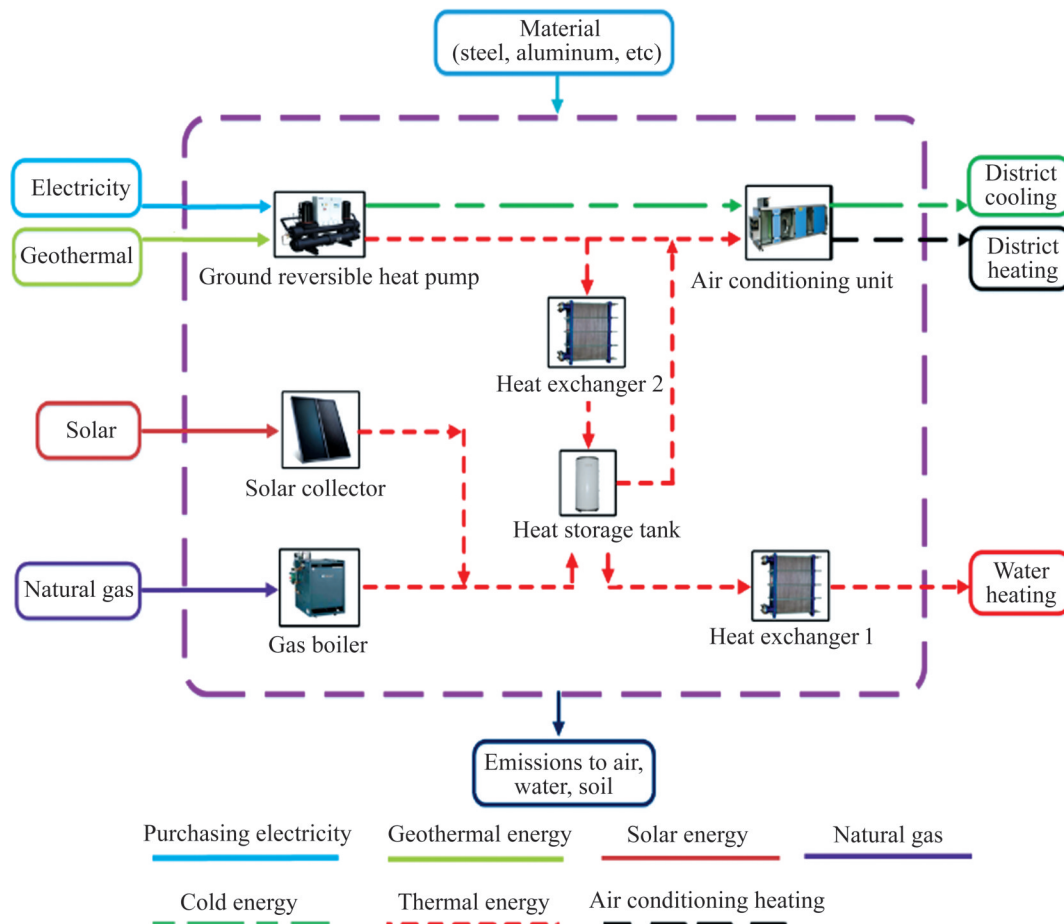 Material
(steel, aluminum, etc)
Electricity
Geothermal
Ground reversible heat pump
Air conditioning unit
District
cooling
District
heating
Heat exchanger 2
Solar
Solar collector
Heat storage tank
Natural gas
Gas boiler
Heat exchanger 1
Water
heating
Emissions to air,
water, soil
Purchasing electricity
Geothermal energy
Solar energy
Natural gas
Cold energy
Thermal energy
Air conditioning heating